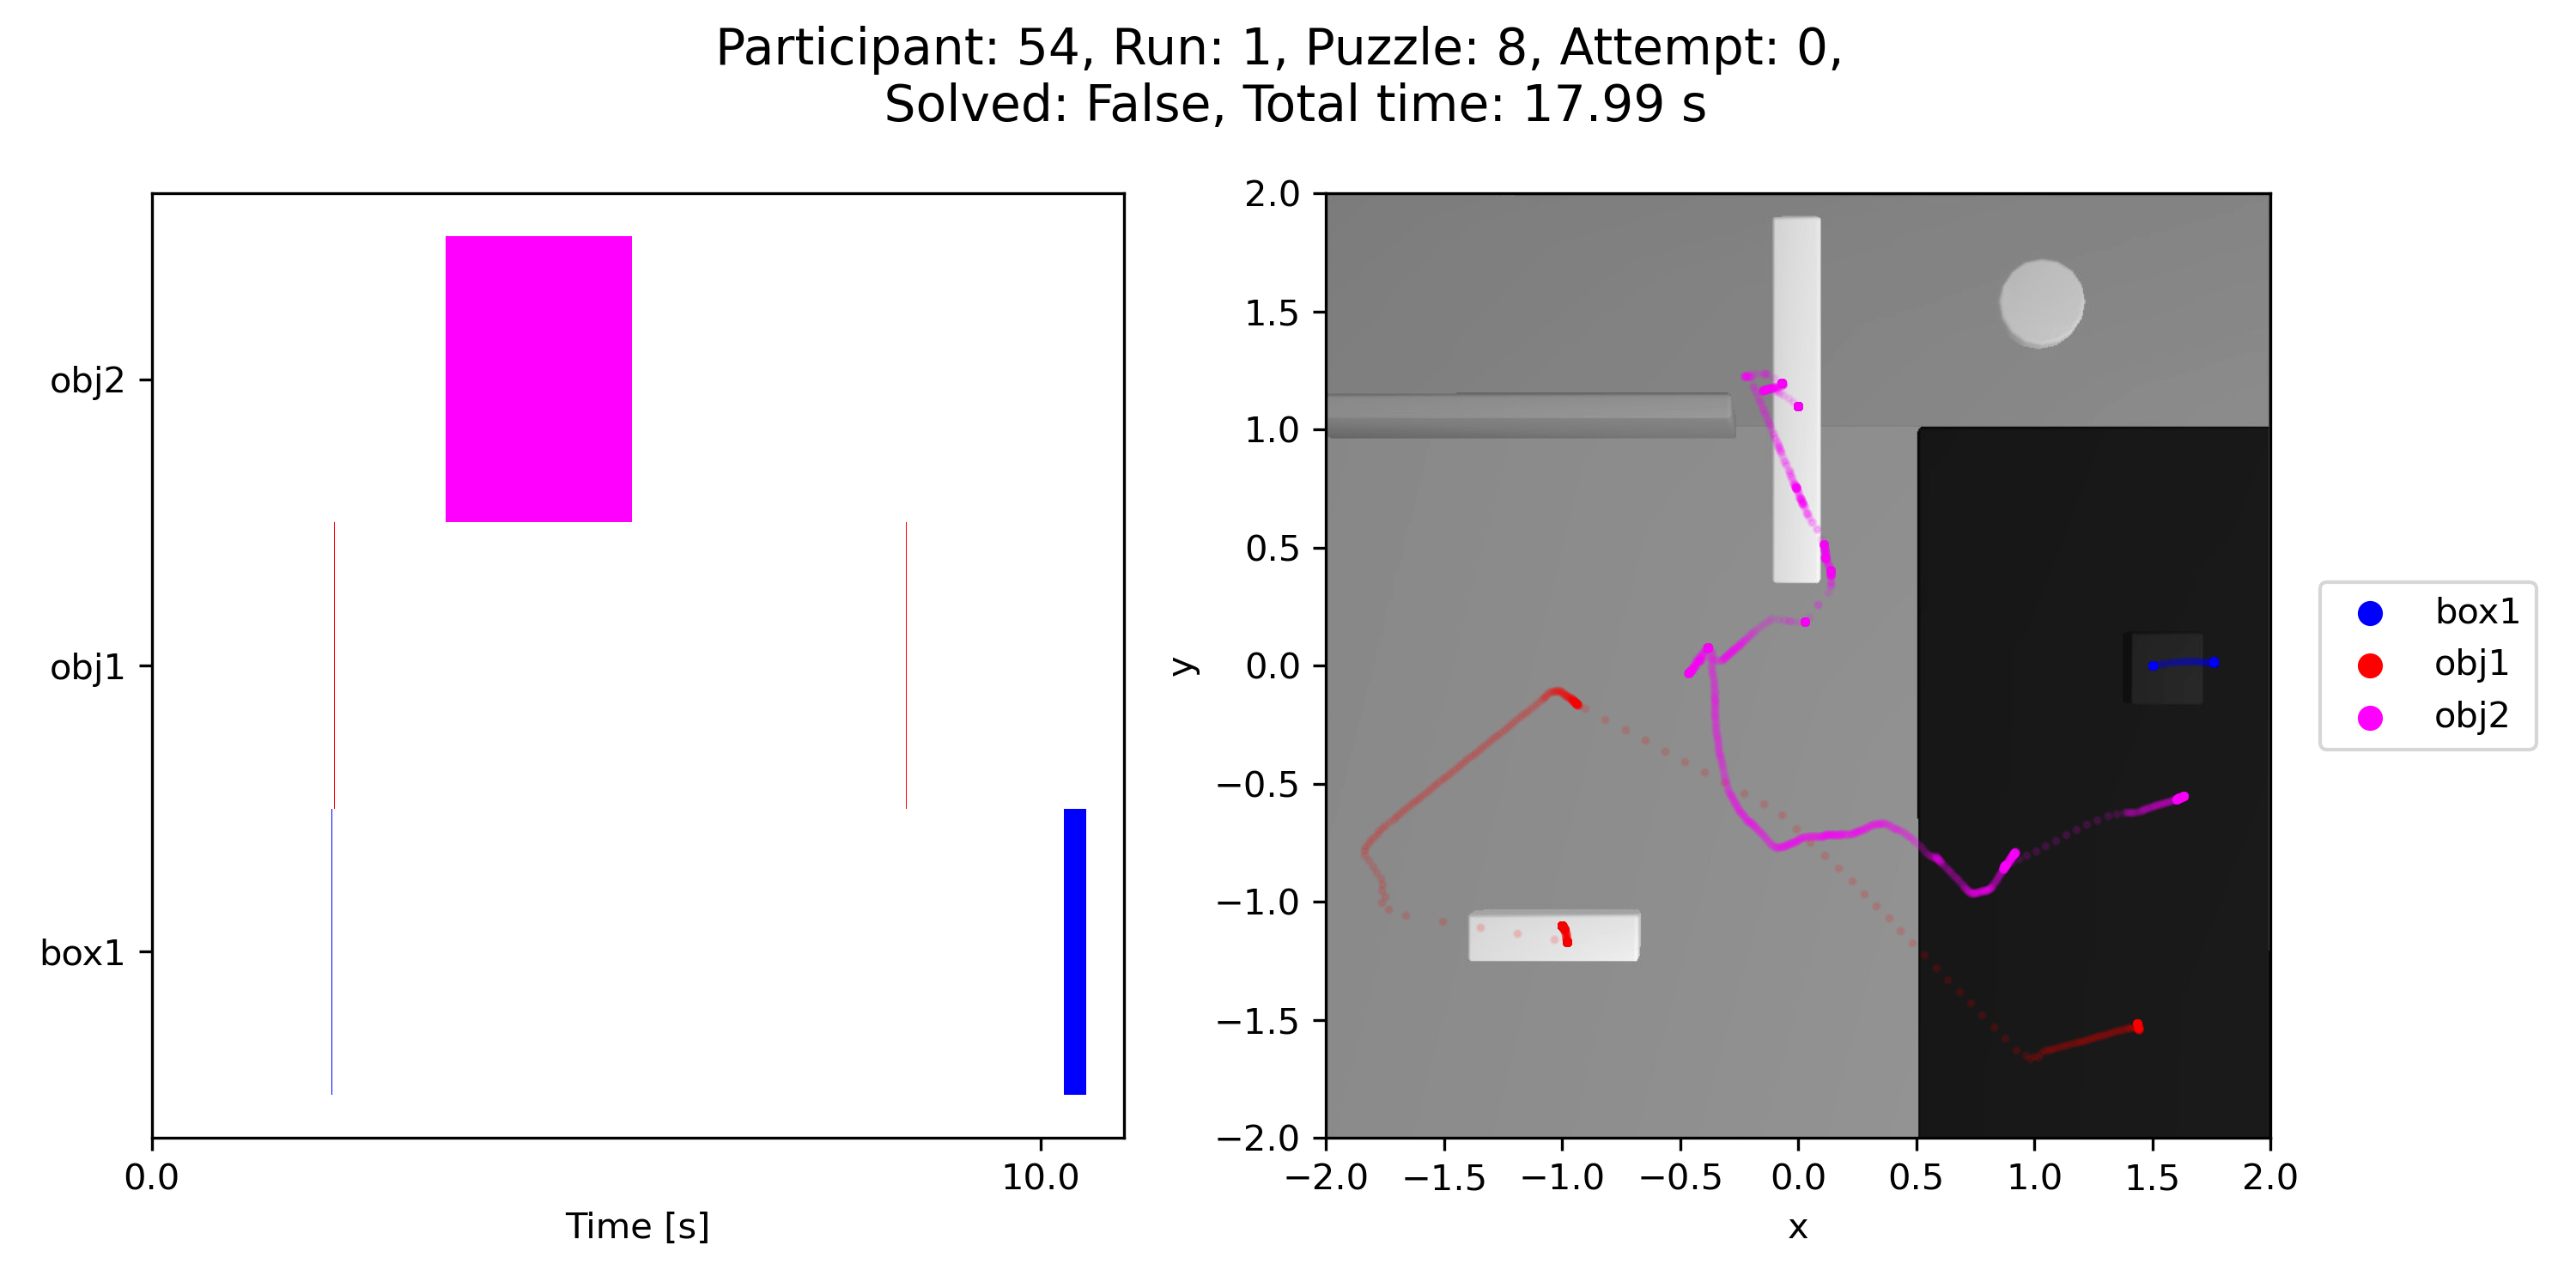 Participant: 54, Run: 1, Puzzle: 8, Attempt: 0,
Solved: False, Total time: 17.99 s
obj2
obj1
box1
0.0
10.0
Time [s]
2.0
1.5
1.0
0.5
0.0
−0.5
−1.0
−1.5
−2.0
y
−2.0
−1.5
−1.0
−0.5
0.0
0.5
1.0
1.5
2.0
x
box1
obj1
obj2